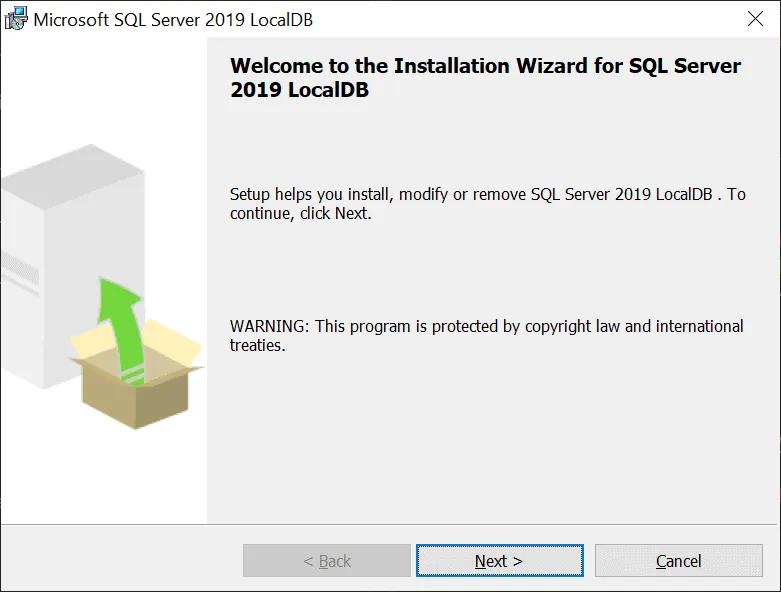 Microsoft SQL Server 2019 LocalDB
Welcome to the Installation Wizard for SQL Server
2019 LocalDB
Setup helps you install, modify or remove SQL Server 2019 LocalDB . To
continue, click Next.
WARNING: This program is protected by copyright law and international
treaties.
< Back
Next >
Cancel